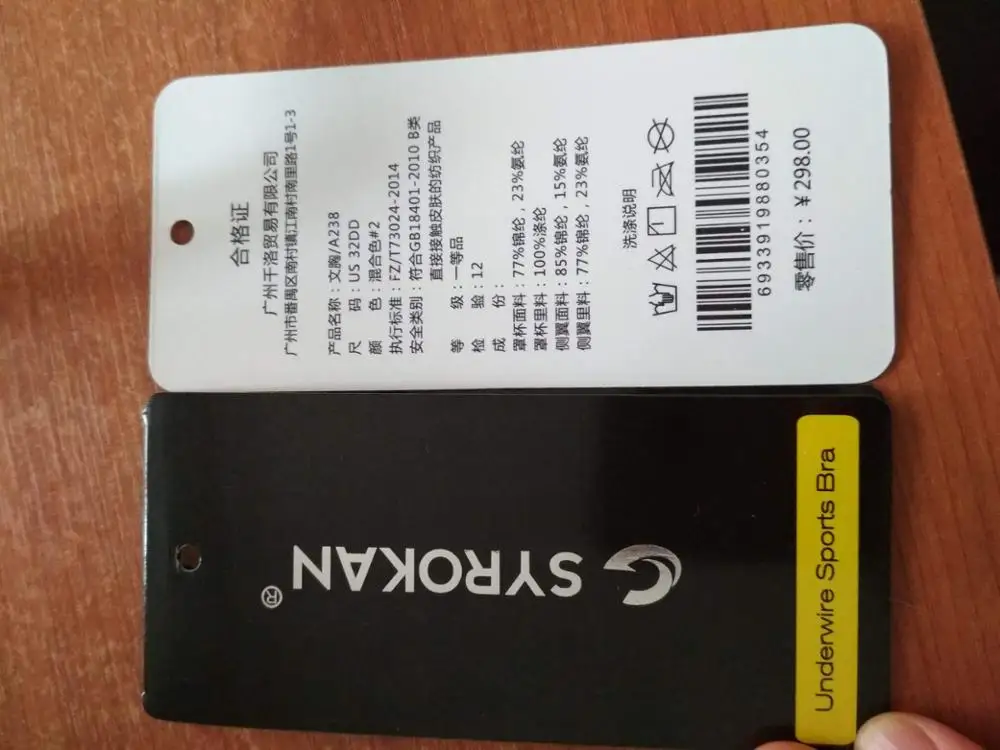 合格证
广州千洛贸易有限公司
广州市番禺区南村镇江南村南里路1号1-3
产品名称：文胸/A238
尺 码：US 32DD
颜 色：混合色#2
执行标准：FZ/T73024-2014
安全类别：符合GB18401-2010 B类
直接接触皮肤的纺织产品
等 级：一等品
检 验：12
成 份：
罩杯面料：77%锦纶，23%氨纶
罩杯里料：100%涤纶
侧翼面料：85%锦纶，15%氨纶
侧翼里料：77%锦纶，23%氨纶
洗涤说明
6933919880354
零售价：￥298.00
SYROKAN®
Underwire Sports Bra